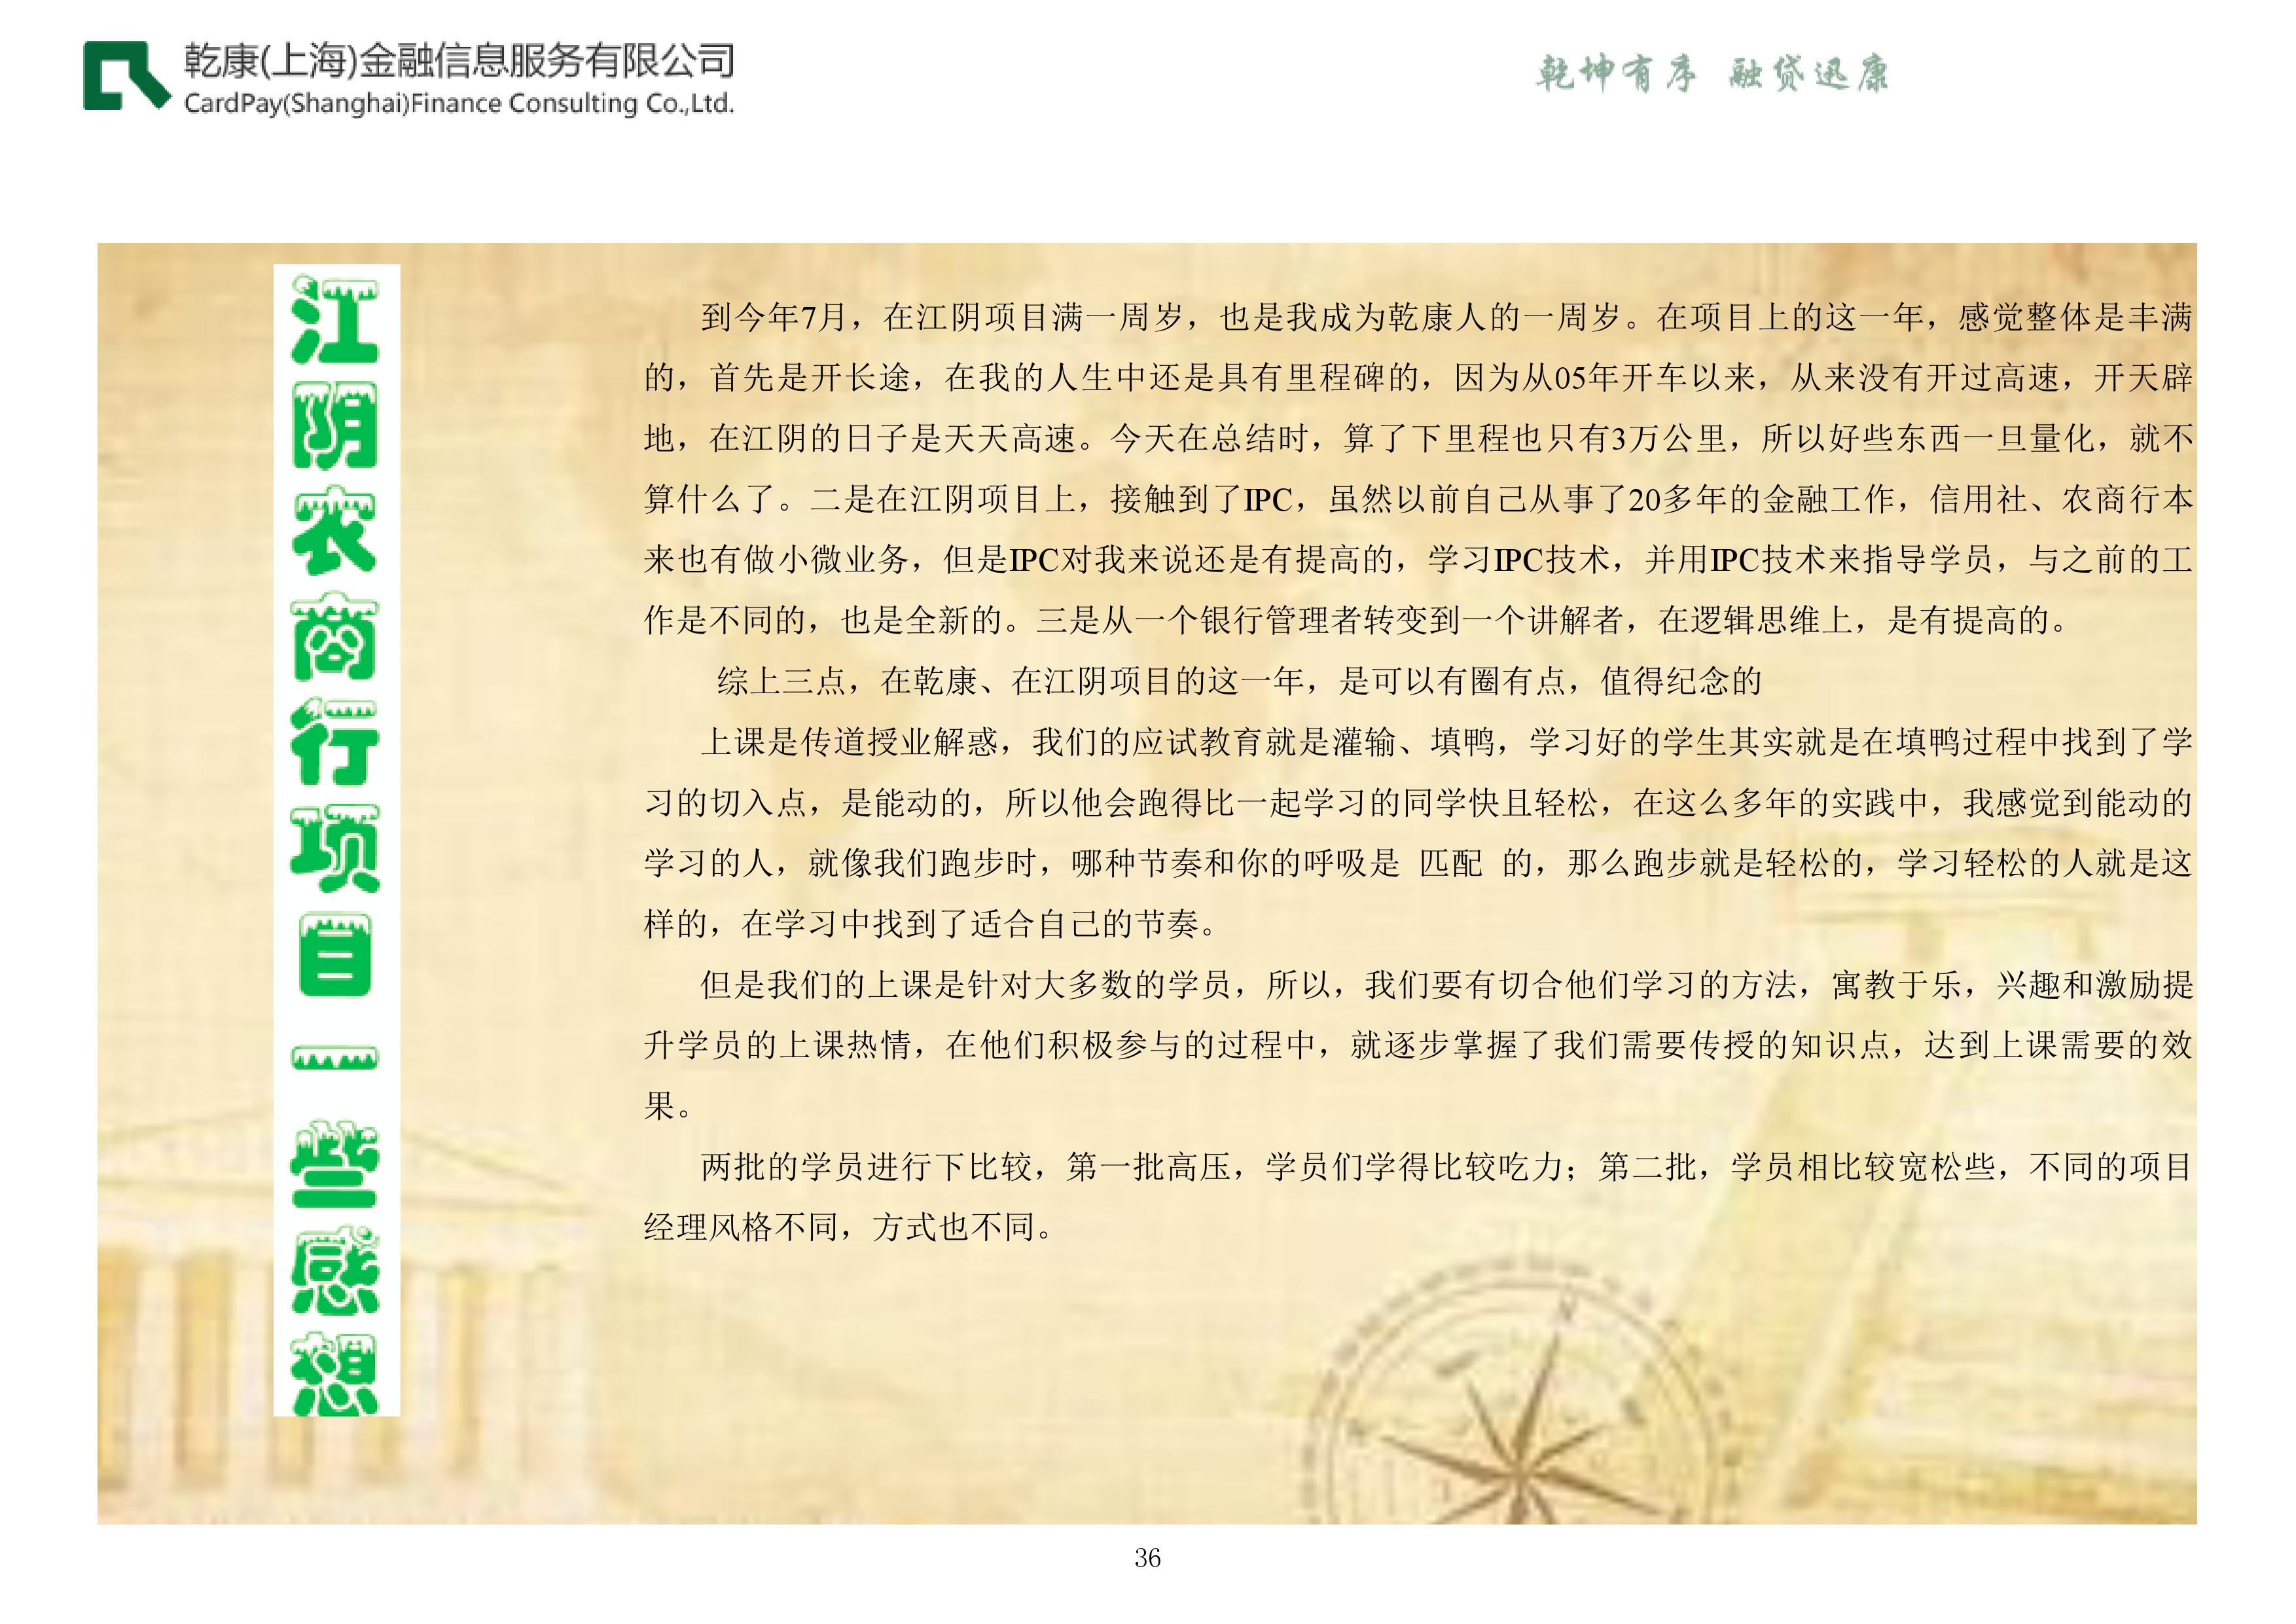 乾康(上海)金融信息服务有限公司
CardPay(Shanghai)Finance Consulting Co.,Ltd.
乾坤有序 融贷迅康
江阴农商行项目一些感想
到今年7月，在江阴项目满一周岁，也是我成为乾康人的一周岁。在项目上的这一年，感觉整体是丰满
的，首先是开长途，在我的人生中还是具有里程碑的，因为从05年开车以来，从来没有开过高速，开天辟
地，在江阴的日子是天天高速。今天在总结时，算了下里程也只有3万公里，所以好些东西一旦量化，就不
算什么了。二是在江阴项目上，接触到了IPC，虽然以前自己从事了20多年的金融工作，信用社、农商行本
来也有做小微业务，但是IPC对我来说还是有提高的，学习IPC技术，并用IPC技术来指导学员，与之前的工
作是不同的，也是全新的。三是从一个银行管理者转变到一个讲解者，在逻辑思维上，是有提高的。
综上三点，在乾康、在江阴项目的这一年，是可以有圈有点，值得纪念的
上课是传道授业解惑，我们的应试教育就是灌输、填鸭，学习好的学生其实就是在填鸭过程中找到了学
习的切入点，是能动的，所以他会跑得比一起学习的同学快且轻松，在这么多年的实践中，我感觉到能动的
学习的人，就像我们跑步时，哪种节奏和你的呼吸是 匹配 的，那么跑步就是轻松的，学习轻松的人就是这
样的，在学习中找到了适合自己的节奏。
但是我们的上课是针对大多数的学员，所以，我们要有切合他们学习的方法，寓教于乐，兴趣和激励提
升学员的上课热情，在他们积极参与的过程中，就逐步掌握了我们需要传授的知识点，达到上课需要的效
果。
两批的学员进行下比较，第一批高压，学员们学得比较吃力；第二批，学员相比较宽松些，不同的项目
经理风格不同，方式也不同。
N
36